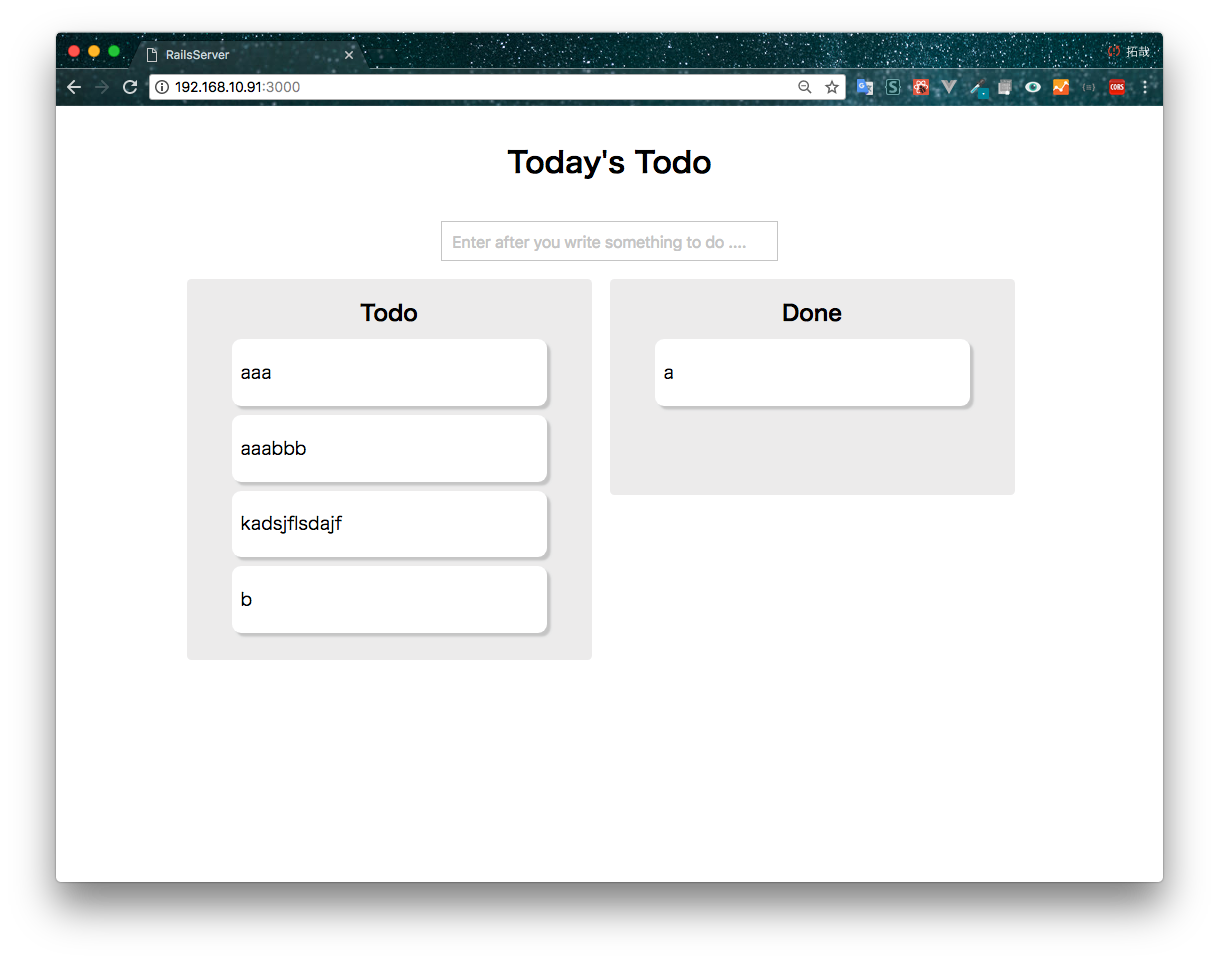 RailsServer
拓哉
192.168.10.91:3000
CORS
Today's Todo
Enter after you write something to do ....
Todo
Done
aaa
a
aaabbb
kadsjflsdajf
b